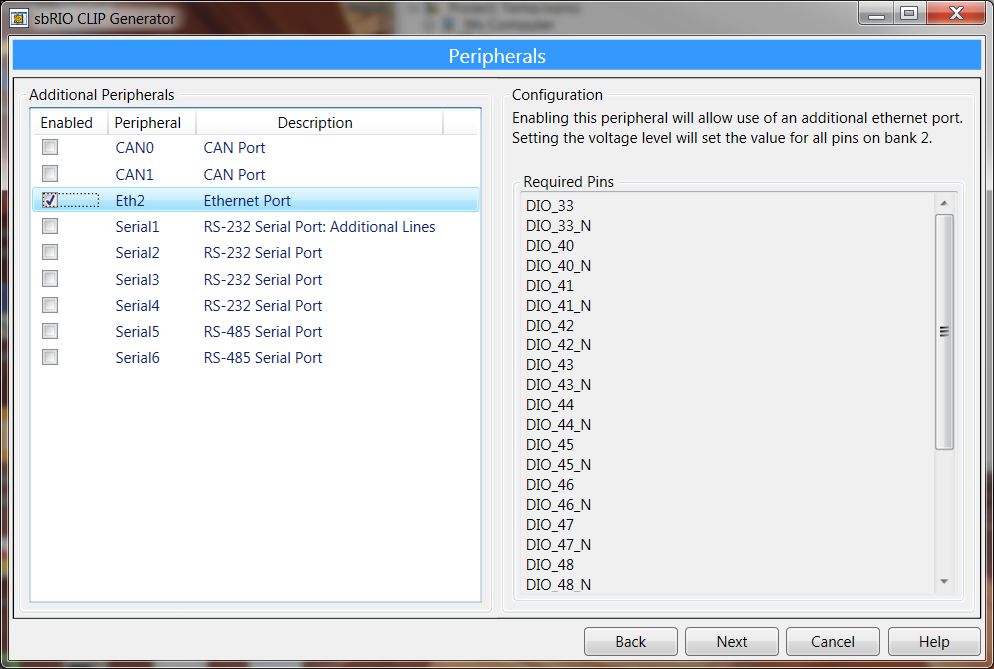 sbRIO CLIP Generator
Peripherals
Additional Peripherals
Enabled Peripheral Description
CAN0 CAN Port
CAN1 CAN Port
Eth2 Ethernet Port
Serial1 RS-232 Serial Port: Additional Lines
Serial2 RS-232 Serial Port
Serial3 RS-232 Serial Port
Serial4 RS-232 Serial Port
Serial5 RS-485 Serial Port
Serial6 RS-485 Serial Port
Configuration
Enabling this peripheral will allow use of an additional ethernet port.
Setting the voltage level will set the value for all pins on bank 2.
Required Pins
DIO_33
DIO_33_N
DIO_40
DIO_40_N
DIO_41
DIO_41_N
DIO_42
DIO_42_N
DIO_43
DIO_43_N
DIO_44
DIO_44_N
DIO_45
DIO_45_N
DIO_46
DIO_46_N
DIO_47
DIO_47_N
DIO_48
DIO_48_N
Back Next Cancel Help